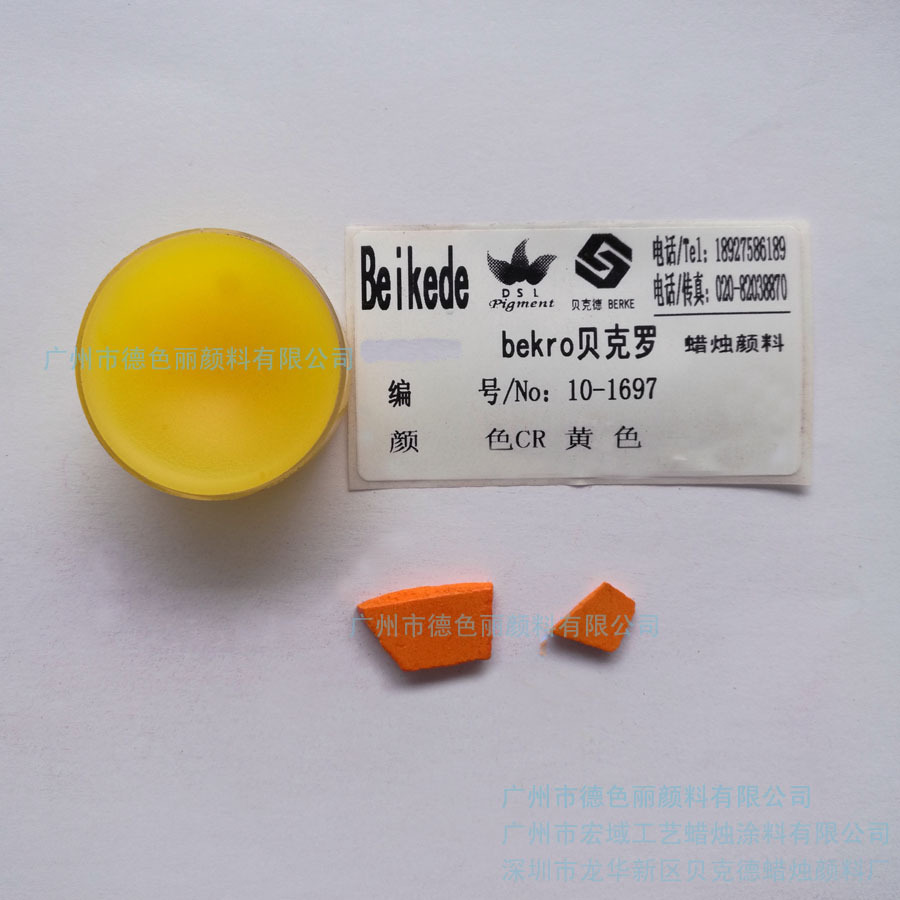 Beikede
DSL
Pigment
贝克德 BERKE
电话/Tel: 18927586189
电话/传真: 020-82038870
bekro贝克罗 蜡烛颜料
编 号/No: 10-1697
颜 色CR 黄 色
广州市德色丽颜料有限公司
广州市德色丽颜料有限公司
广州市德色丽颜料有限公司
广州市宏域工艺蜡烛涂料有限公司
深圳市龙华新区贝克德蜡烛颜料厂